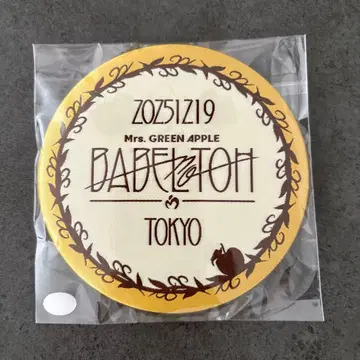 20251219
Mrs. GREEN APPLE
BABEL no TOH
TOKYO